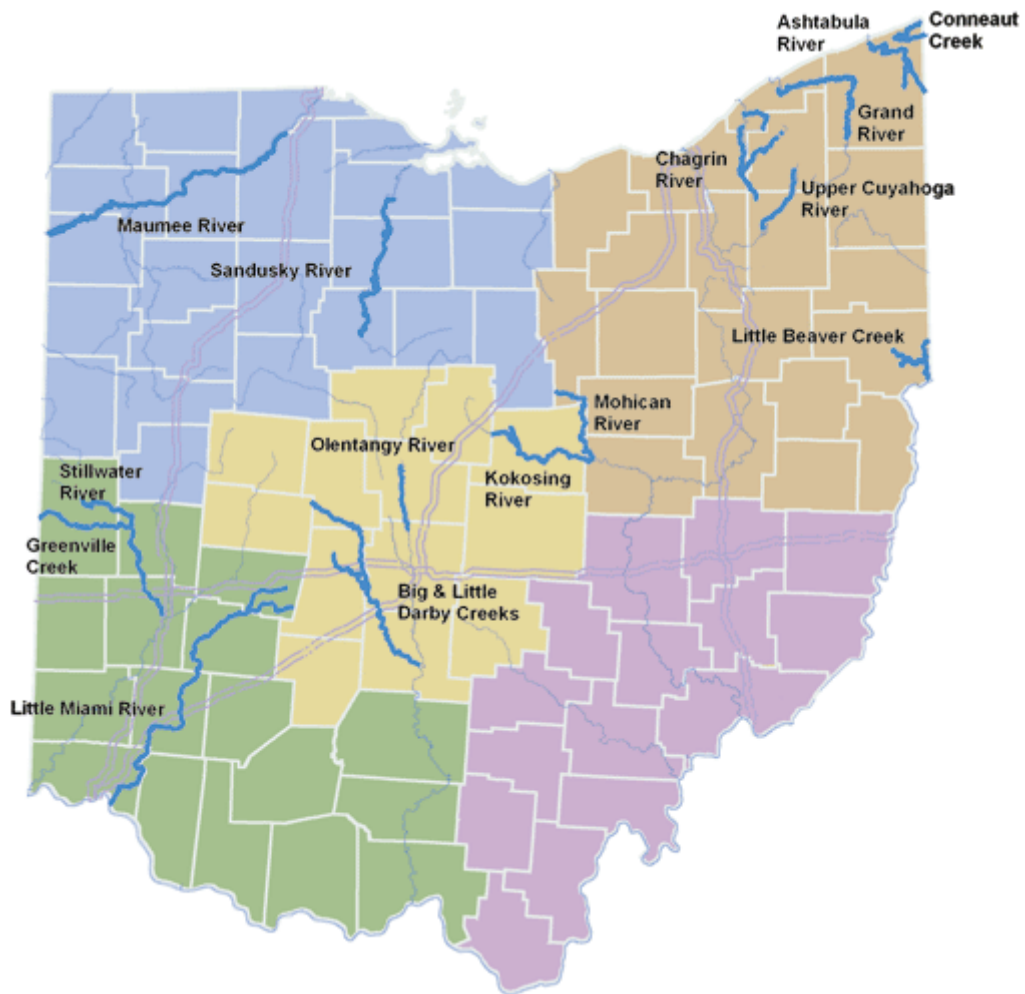 Ashtabula
River
Conneaut
Creek
Grand
River
Chagrin
River
Upper Cuyahoga
River
Maumee River
Sandusky River
Little Beaver Creek
Mohican
River
Olentangy River
Stillwater
River
Kokosing
River
Greenville
Creek
Big & Little
Darby Creeks
Little Miami River